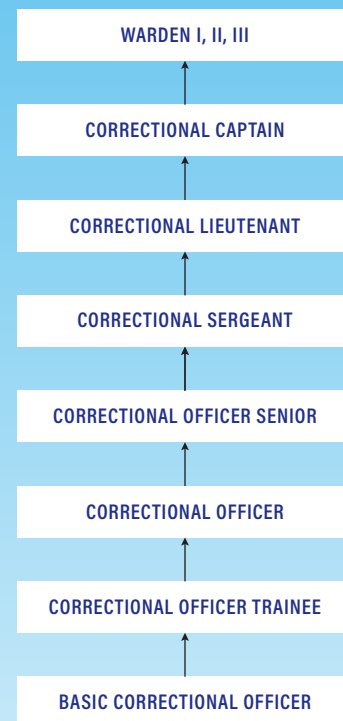 WARDEN I, II, III
CORRECTIONAL CAPTAIN
CORRECTIONAL LIEUTENANT
CORRECTIONAL SERGEANT
CORRECTIONAL OFFICER SENIOR
CORRECTIONAL OFFICER
CORRECTIONAL OFFICER TRAINEE
BASIC CORRECTIONAL OFFICER